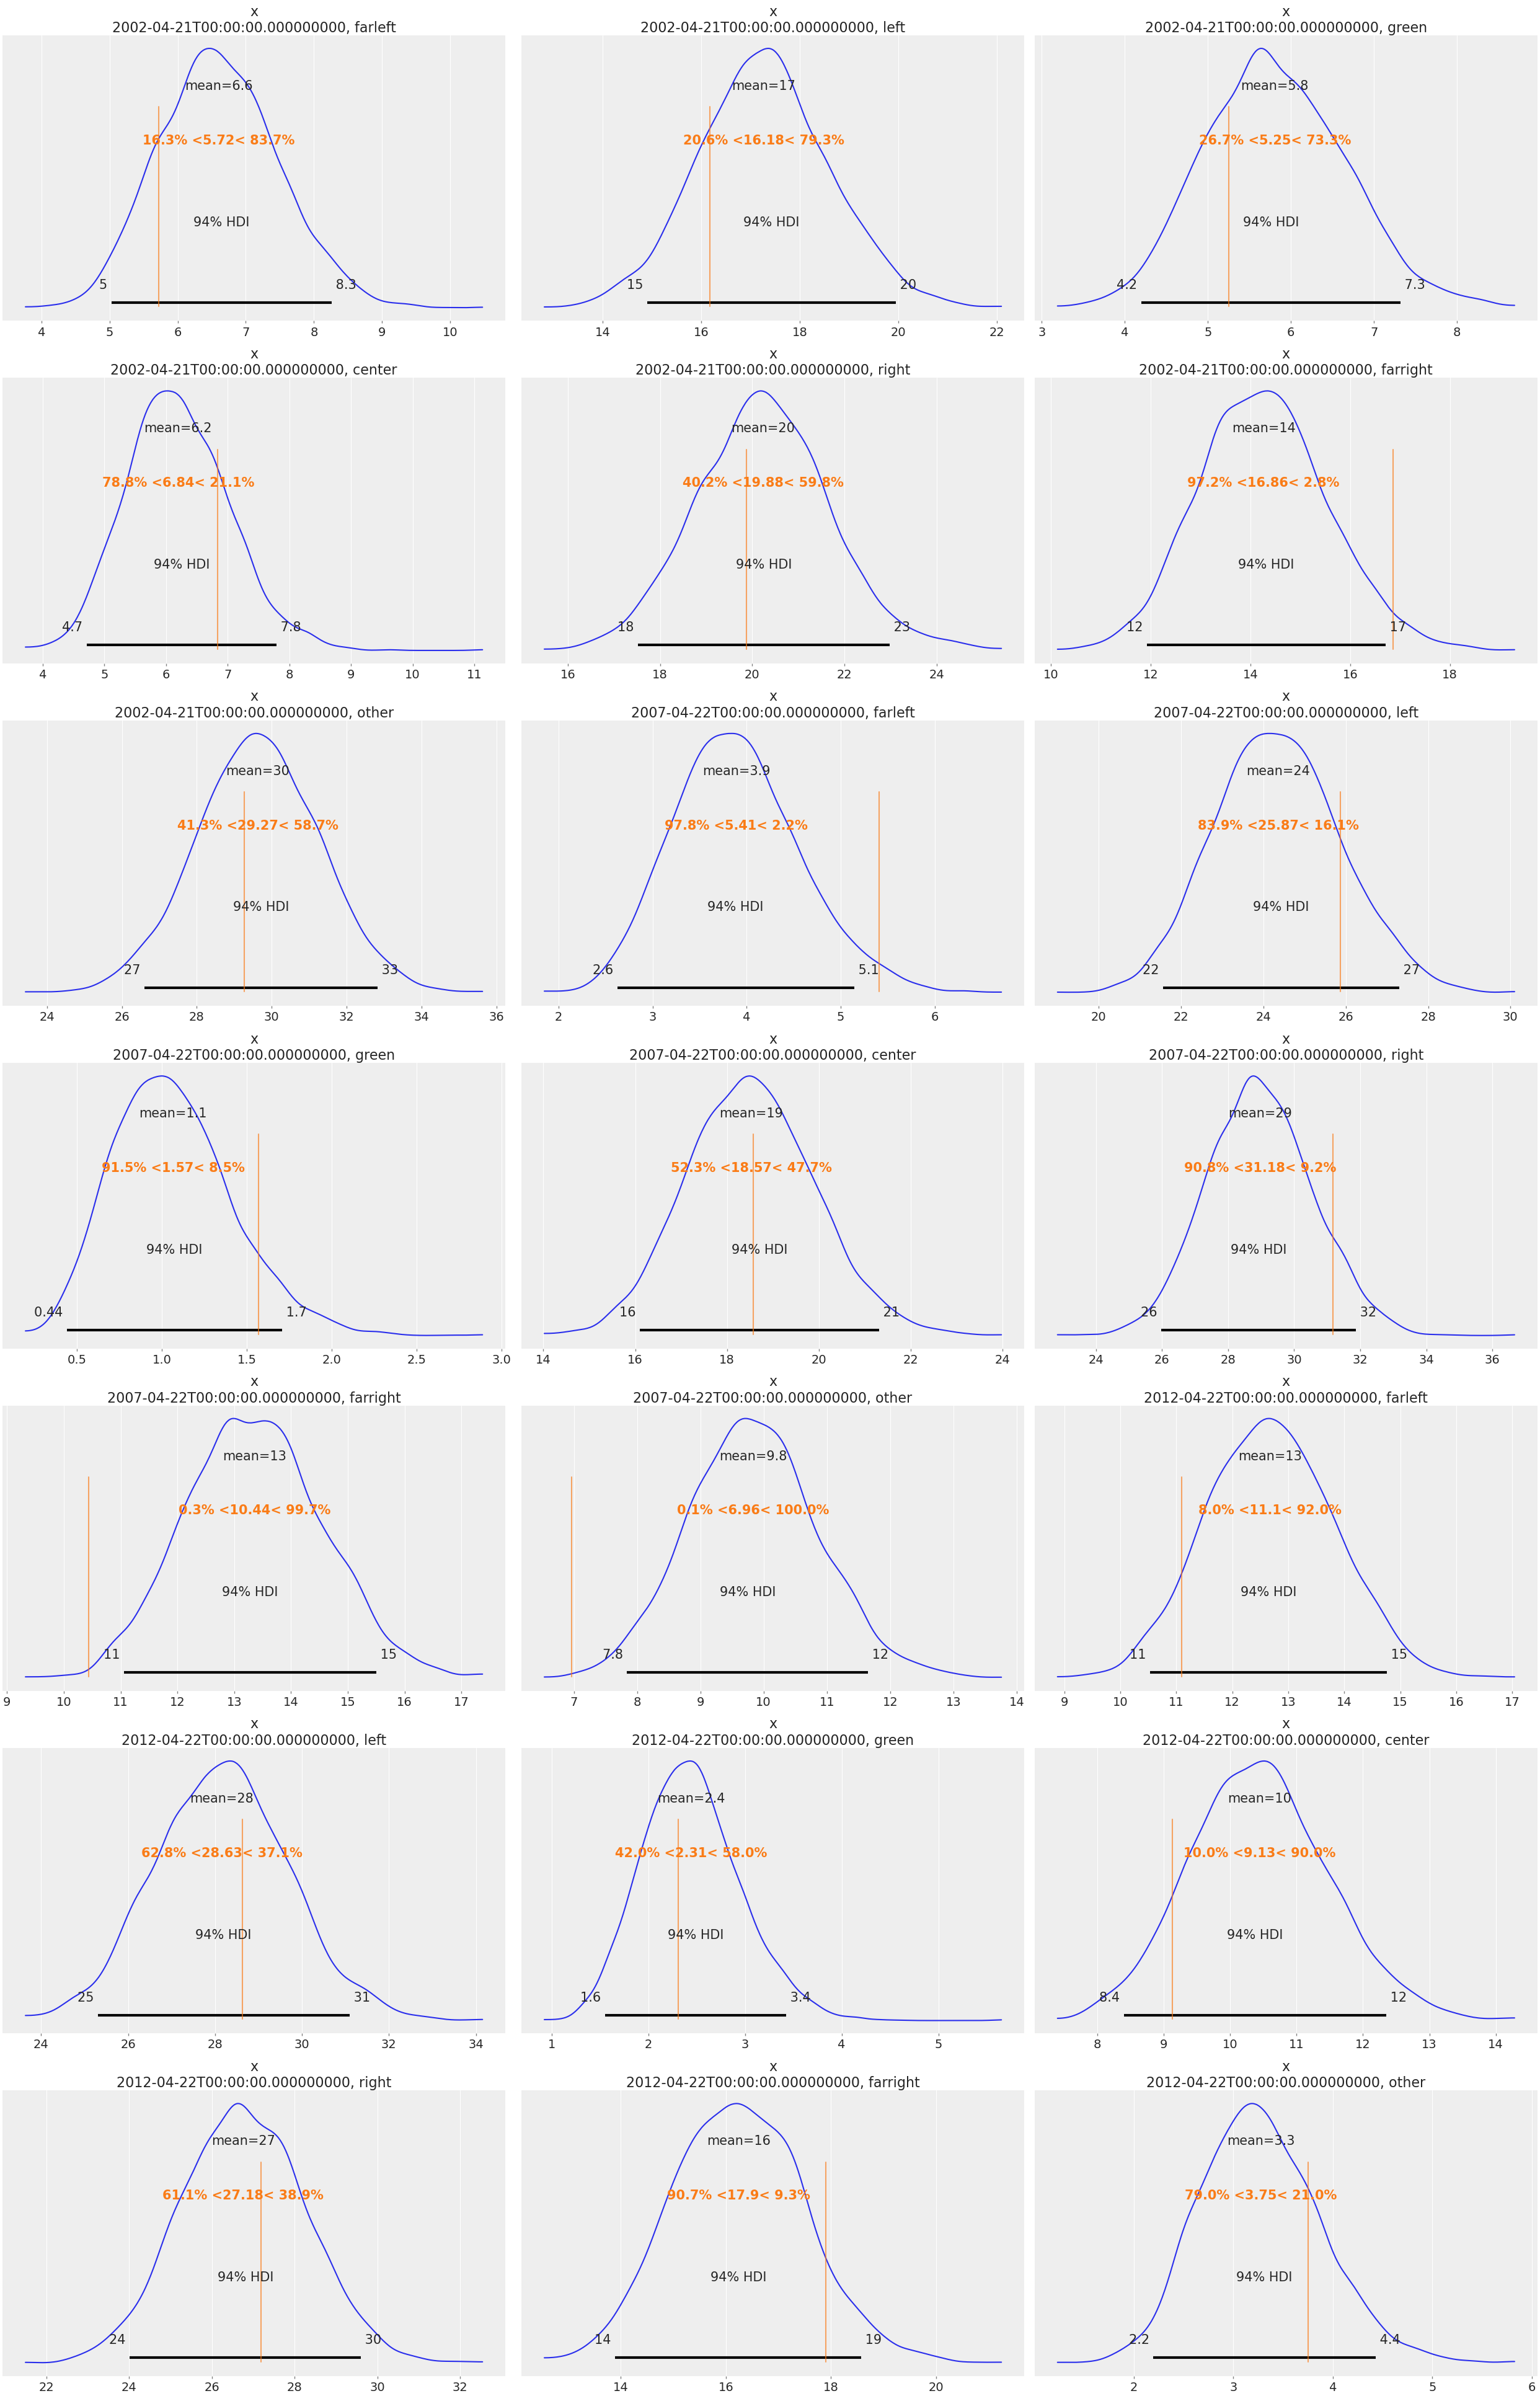 x
2002-04-21T00:00:00.000000000, farleft
mean=6.6
16.3% <5.72< 83.7%
94% HDI
5
8.3
4 5 6 7 8 9 10
x
2002-04-21T00:00:00.000000000, left
mean=17
20.6% <16.18< 79.3%
94% HDI
15
20
14 16 18 20 22
x
2002-04-21T00:00:00.000000000, green
mean=5.8
26.7% <5.25< 73.3%
94% HDI
4.2
7.3
3 4 5 6 7 8
x
2002-04-21T00:00:00.000000000, center
mean=6.2
78.8% <6.84< 21.1%
94% HDI
4.7
7.8
4 5 6 7 8 9 10 11
x
2002-04-21T00:00:00.000000000, right
mean=20
40.2% <19.88< 59.8%
94% HDI
18
23
16 18 20 22 24
x
2002-04-21T00:00:00.000000000, farright
mean=14
97.2% <16.86< 2.8%
94% HDI
12
17
10 12 14 16 18
x
2002-04-21T00:00:00.000000000, other
mean=30
41.3% <29.27< 58.7%
94% HDI
27
33
24 26 28 30 32 34 36
x
2007-04-22T00:00:00.000000000, farleft
mean=3.9
97.8% <5.41< 2.2%
94% HDI
2.6
5.1
2 3 4 5 6
x
2007-04-22T00:00:00.000000000, left
mean=24
83.9% <25.87< 16.1%
94% HDI
22
27
20 22 24 26 28 30
x
2007-04-22T00:00:00.000000000, green
mean=1.1
91.5% <1.57< 8.5%
94% HDI
0.44
1.7
0.5 1.0 1.5 2.0 2.5 3.0
x
2007-04-22T00:00:00.000000000, center
mean=19
52.3% <18.57< 47.7%
94% HDI
16
21
14 16 18 20 22 24
x
2007-04-22T00:00:00.000000000, right
mean=29
90.8% <31.18< 9.2%
94% HDI
26
32
24 26 28 30 32 34 36
x
2007-04-22T00:00:00.000000000, farright
mean=13
0.3% <10.44< 99.7%
94% HDI
11
15
9 10 11 12 13 14 15 16 17
x
2007-04-22T00:00:00.000000000, other
mean=9.8
0.1% <6.96< 100.0%
94% HDI
7.8
12
7 8 9 10 11 12 13 14
x
2012-04-22T00:00:00.000000000, farleft
mean=13
8.0% <11.1< 92.0%
94% HDI
11
15
9 10 11 12 13 14 15 16 17
x
2012-04-22T00:00:00.000000000, left
mean=28
62.8% <28.63< 37.1%
94% HDI
25
31
24 26 28 30 32 34
x
2012-04-22T00:00:00.000000000, green
mean=2.4
42.0% <2.31< 58.0%
94% HDI
1.6
3.4
1 2 3 4 5
x
2012-04-22T00:00:00.000000000, center
mean=10
10.0% <9.13< 90.0%
94% HDI
8.4
12
8 9 10 11 12 13 14
x
2012-04-22T00:00:00.000000000, right
mean=27
61.1% <27.18< 38.9%
94% HDI
24
30
22 24 26 28 30 32
x
2012-04-22T00:00:00.000000000, farright
mean=16
90.7% <17.9< 9.3%
94% HDI
14
19
14 16 18 20
x
2012-04-22T00:00:00.000000000, other
mean=3.3
79.0% <3.75< 21.0%
94% HDI
2.2
4.4
2 3 4 5 6